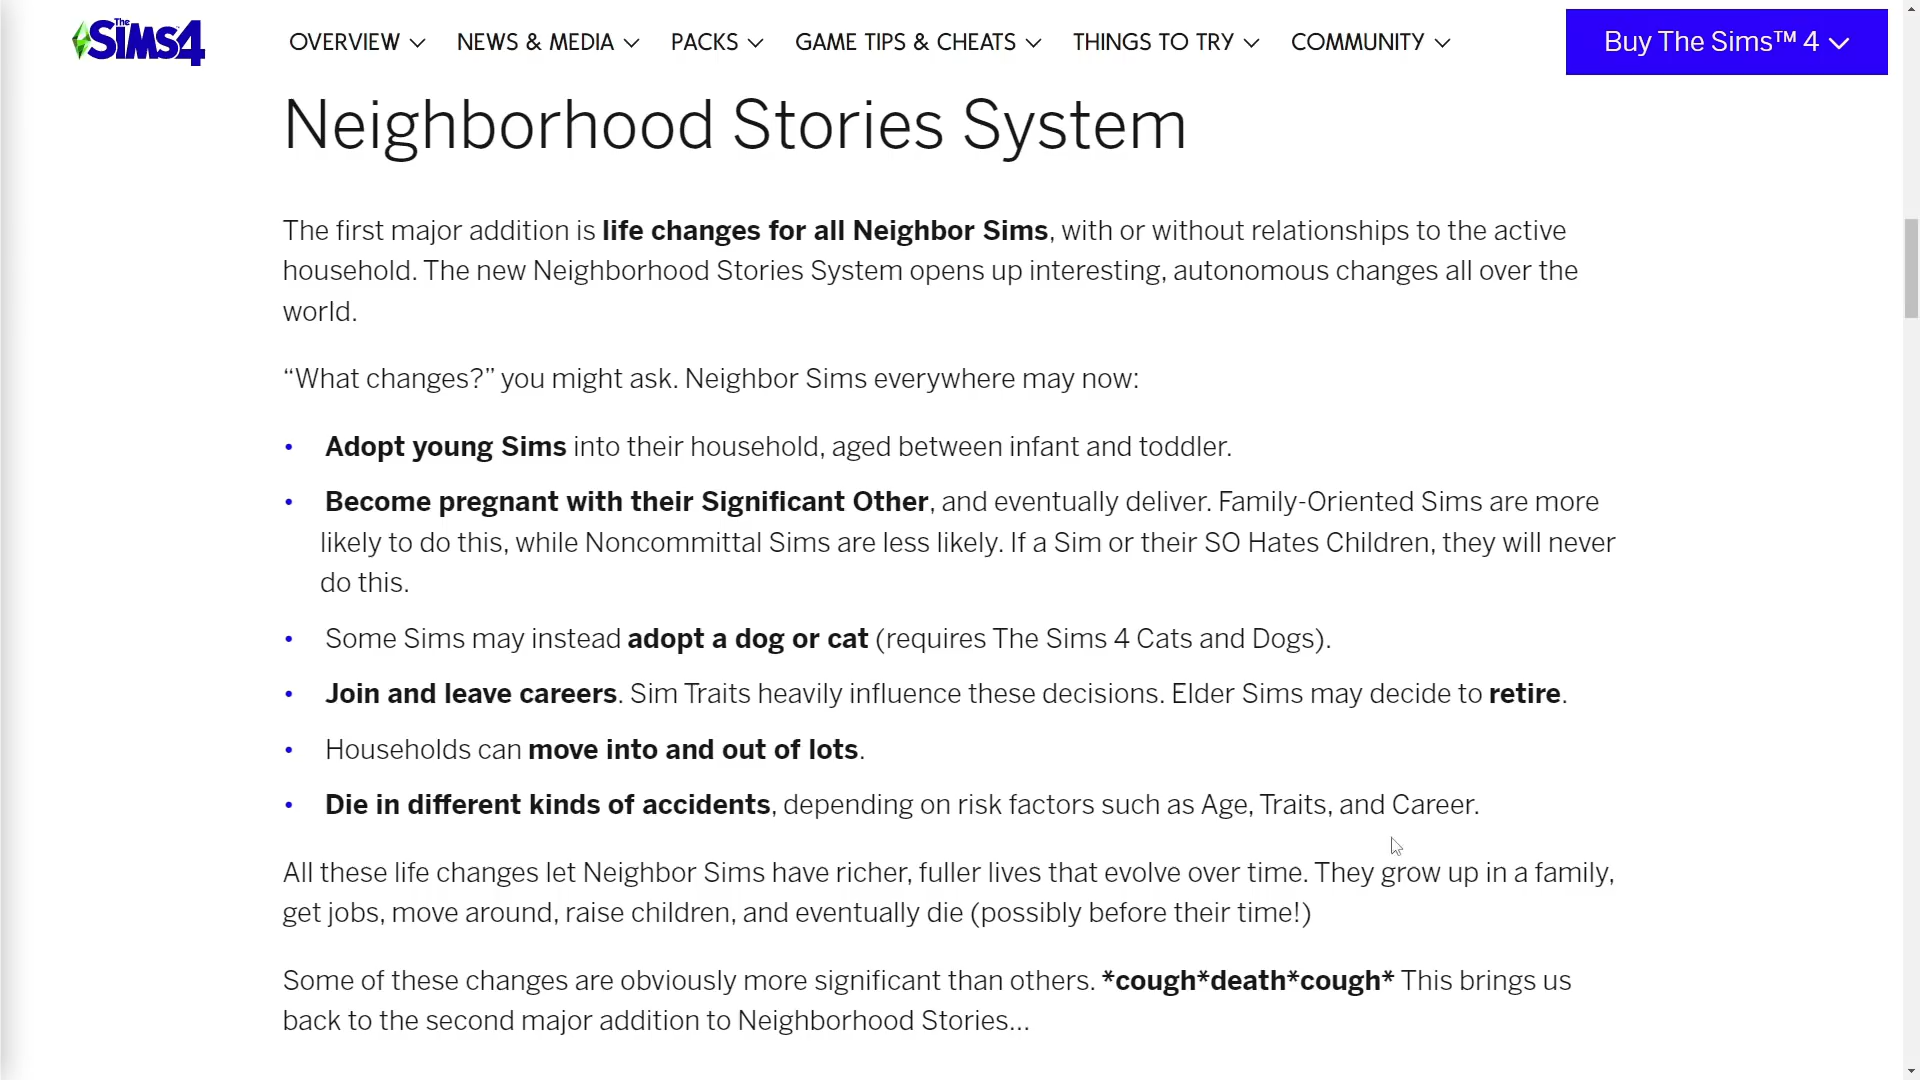 The SIMS 4
OVERVIEW NEWS & MEDIA PACKS GAME TIPS & CHEATS THINGS TO TRY COMMUNITY Buy The Sims™ 4
Neighborhood Stories System
The first major addition is life changes for all Neighbor Sims, with or without relationships to the active
household. The new Neighborhood Stories System opens up interesting, autonomous changes all over the
world.
“What changes?” you might ask. Neighbor Sims everywhere may now:
• Adopt young Sims into their household, aged between infant and toddler.
• Become pregnant with their Significant Other, and eventually deliver. Family-Oriented Sims are more
likely to do this, while Noncommittal Sims are less likely. If a Sim or their SO Hates Children, they will never
do this.
• Some Sims may instead adopt a dog or cat (requires The Sims 4 Cats and Dogs).
• Join and leave careers. Sim Traits heavily influence these decisions. Elder Sims may decide to retire.
• Households can move into and out of lots.
• Die in different kinds of accidents, depending on risk factors such as Age, Traits, and Career.
All these life changes let Neighbor Sims have richer, fuller lives that evolve over time. They grow up in a family,
get jobs, move around, raise children, and eventually die (possibly before their time!)
Some of these changes are obviously more significant than others. *cough*death*cough* This brings us
back to the second major addition to Neighborhood Stories...